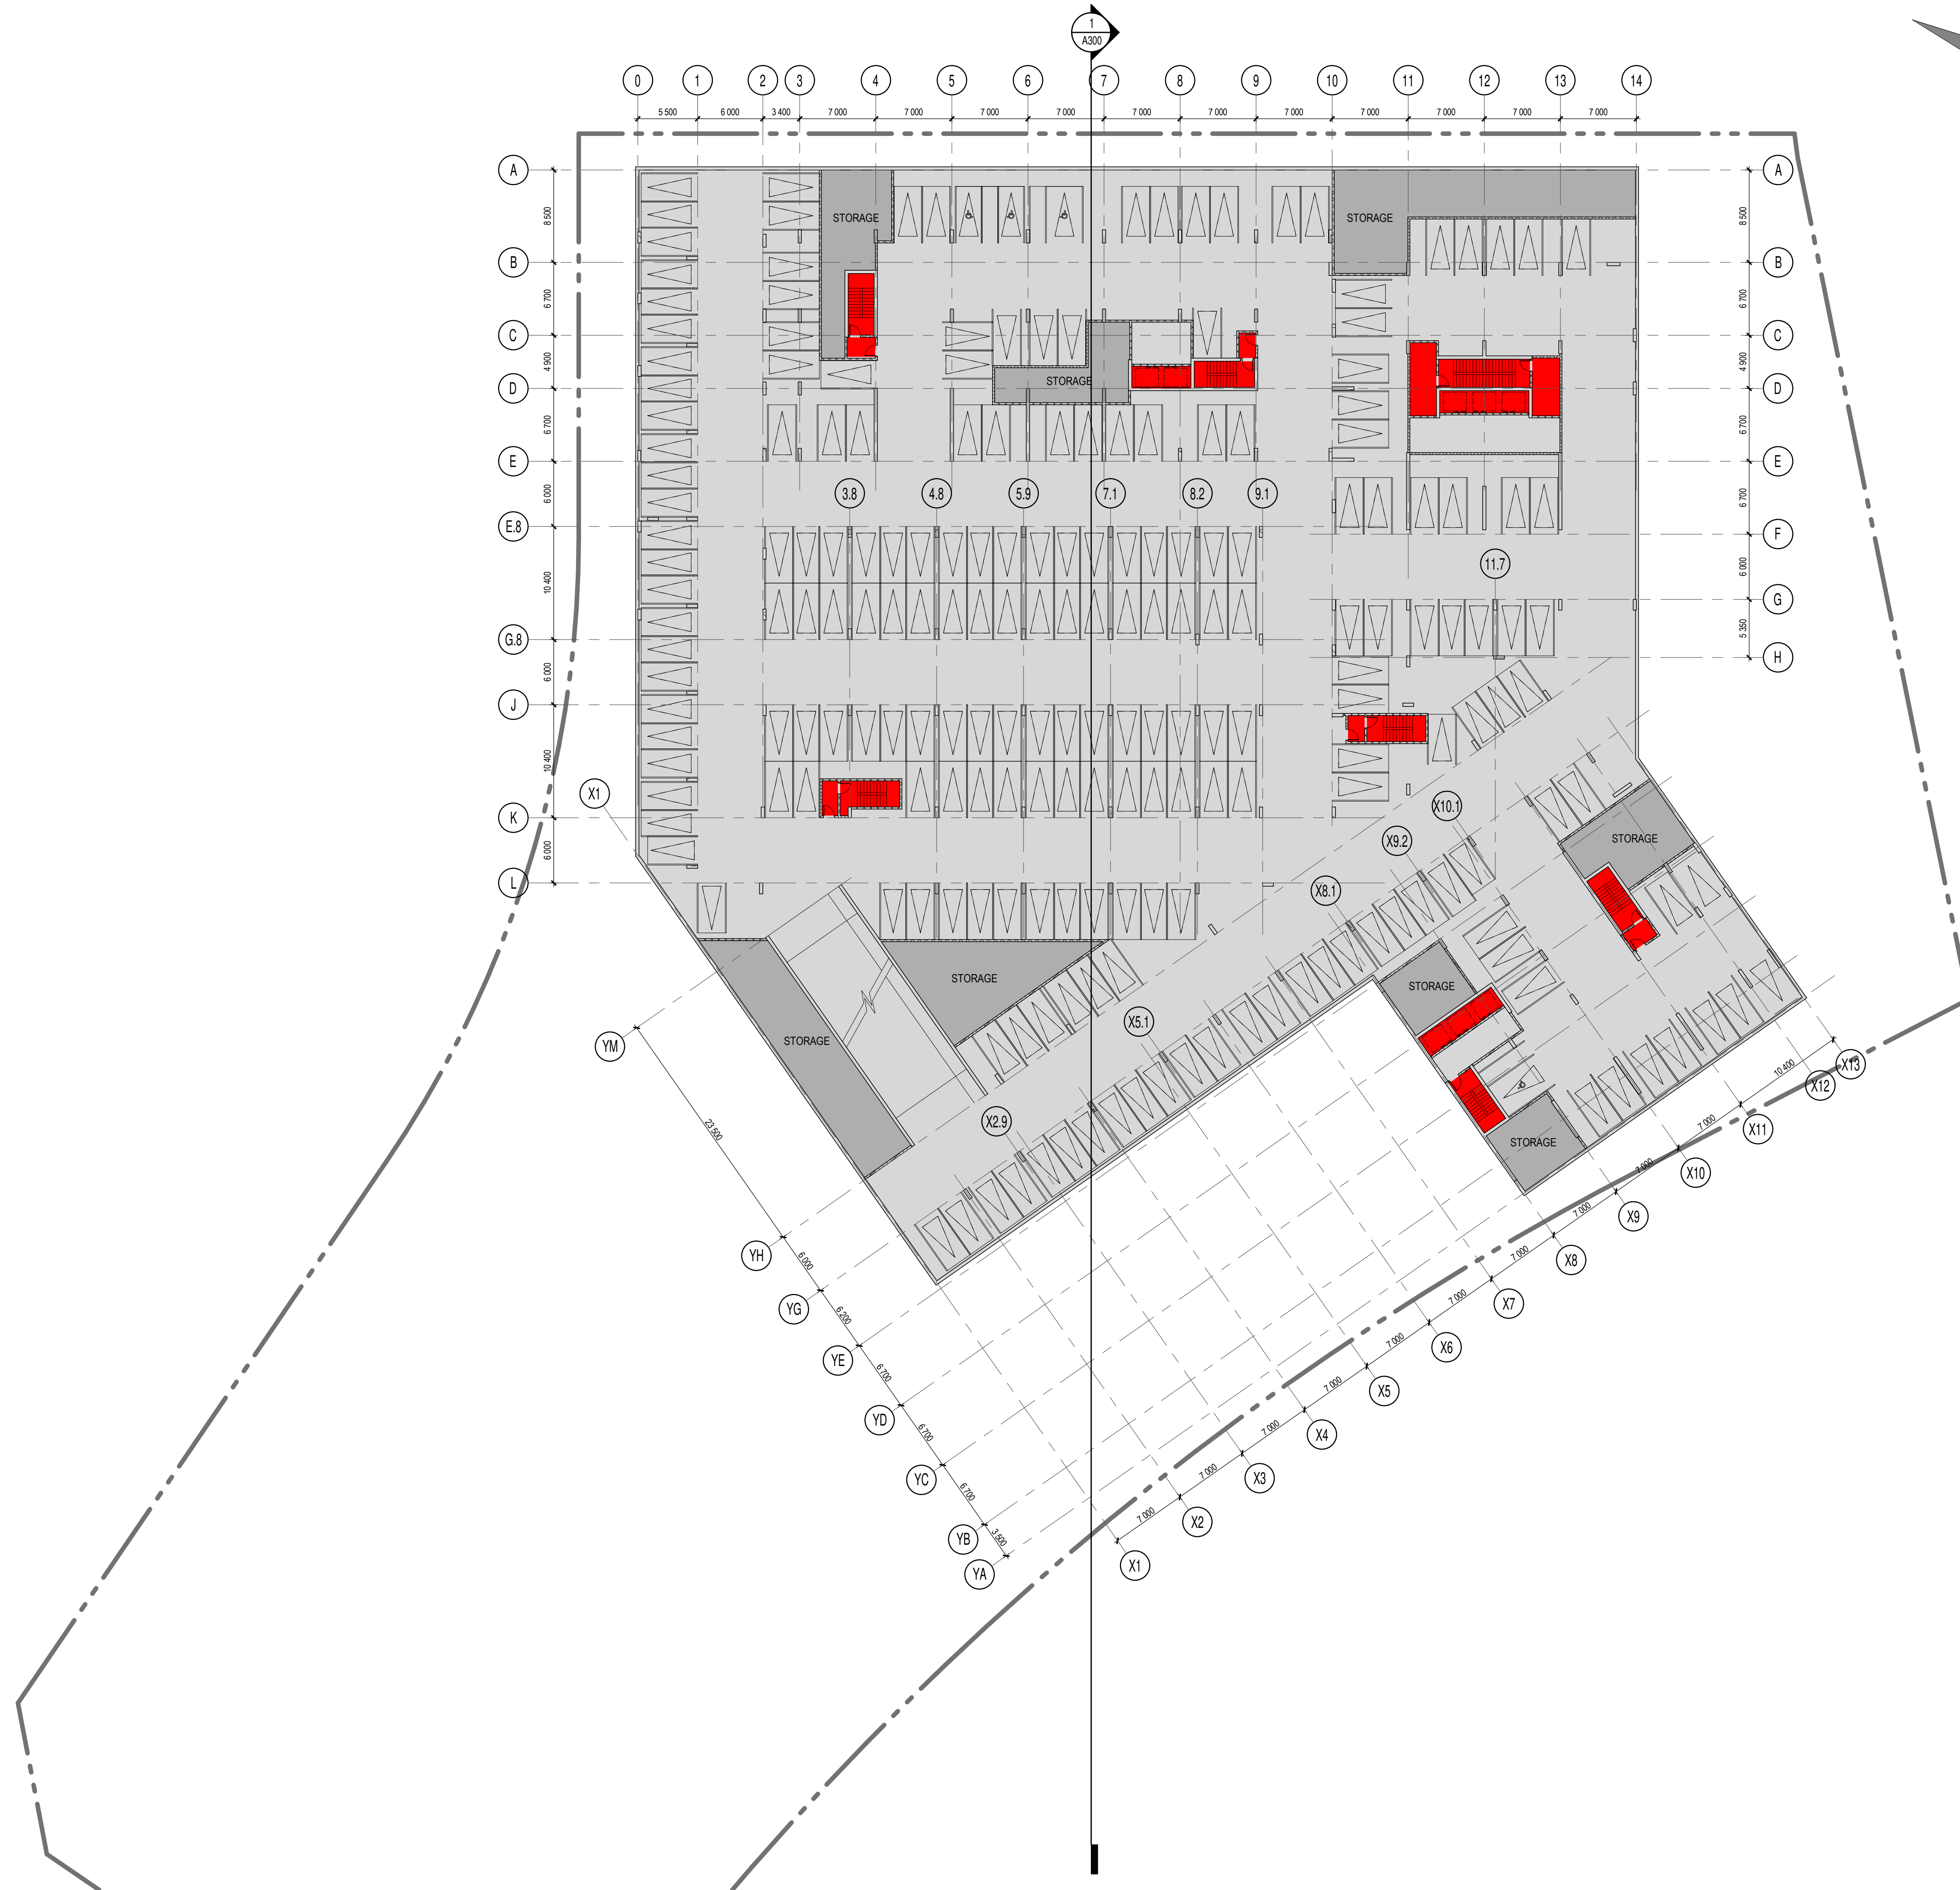 1
A300
0 1 2 3 4 5 6 7 8 9 10 11 12 13 14
5 500 6 000 3 400 7 000 7 000 7 000 7 000 7 000 7 000 7 000 7 000 7 000 7 000 7 000
A A
8 500 8 500
STORAGE STORAGE
B B
6 700 6 700
C C
4 900 4 900
STORAGE
D D
6 700 6 700
E E
3.8 4.8 5.9 7.1 8.2 9.1
6 000 6 700
E.8 F
11.7
10 400 6 000
G
G.8 5 350
H
6 000
J
10 400
X1
K
X10.1
STORAGE
X9.2
6 000
L
X8.1
STORAGE
STORAGE
X5.1
STORAGE
YM
X13
10 400
X12
X2.9
23 500
X11
7 000
STORAGE
X10
7 000
X9
7 000
YH
X8
6 000
7 000
YG
X7
6 200
7 000
YE
X6
6 700
7 000
YD
X5
6 700
7 000
YC
X4
6 700
7 000
YB
X3
3 500
7 000
YA
X2
7 000
X1